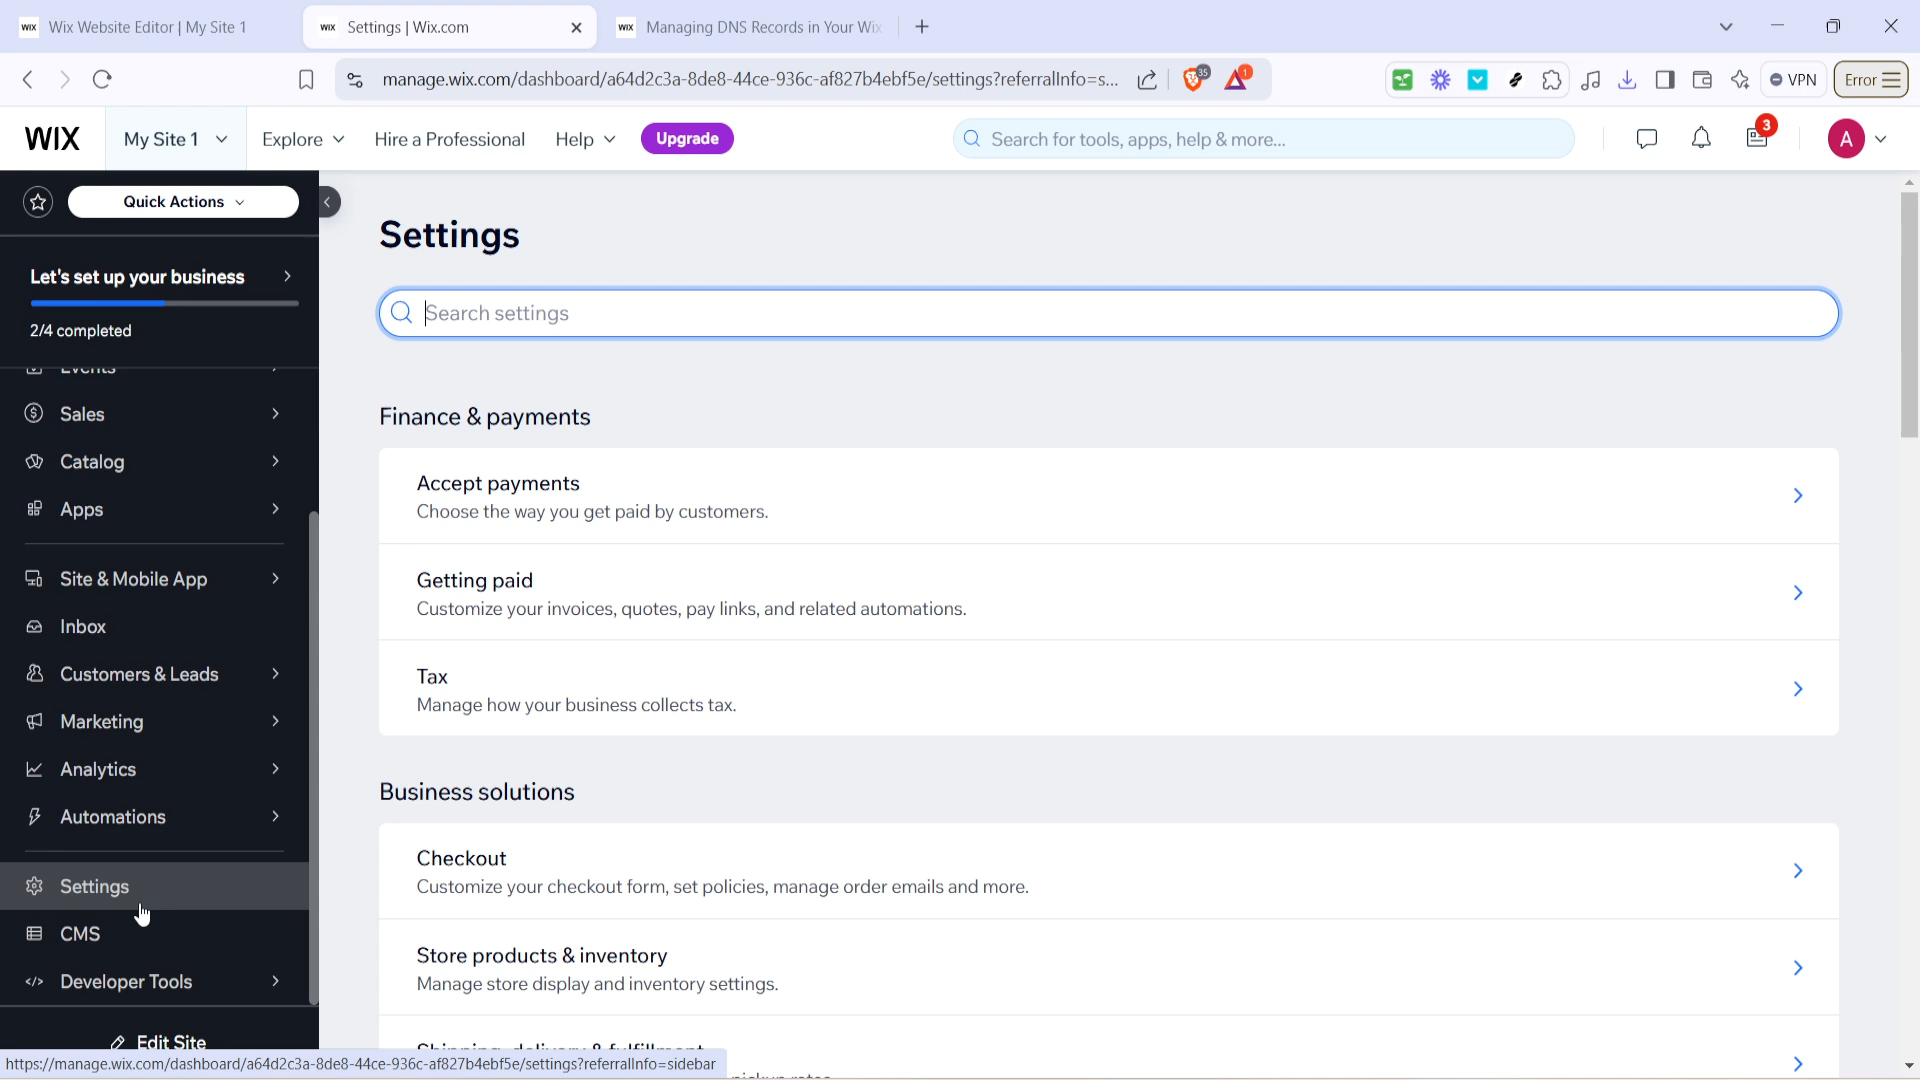 Wix Website Editor | My Site 1
Settings | Wix.com
Managing DNS Records in Your Wix
manage.wix.com/dashboard/a64d2c3a-8de8-44ce-936c-af827b4ebf5e/settings?referralInfo=s...
35
1
VPN
Error
WIX
My Site 1
Explore
Hire a Professional
Help
Upgrade
Search for tools, apps, help & more...
3
A
Quick Actions
Let's set up your business
2/4 completed
Events
Sales
Catalog
Apps
Site & Mobile App
Inbox
Customers & Leads
Marketing
Analytics
Automations
Settings
CMS
Developer Tools
Edit Site
https://manage.wix.com/dashboard/a64d2c3a-8de8-44ce-936c-af827b4ebf5e/settings?referralInfo=sidebar
Settings
Search settings
Finance & payments
Accept payments
Choose the way you get paid by customers.
Getting paid
Customize your invoices, quotes, pay links, and related automations.
Tax
Manage how your business collects tax.
Business solutions
Checkout
Customize your checkout form, set policies, manage order emails and more.
Store products & inventory
Manage store display and inventory settings.
Shipping, delivery & fulfillment